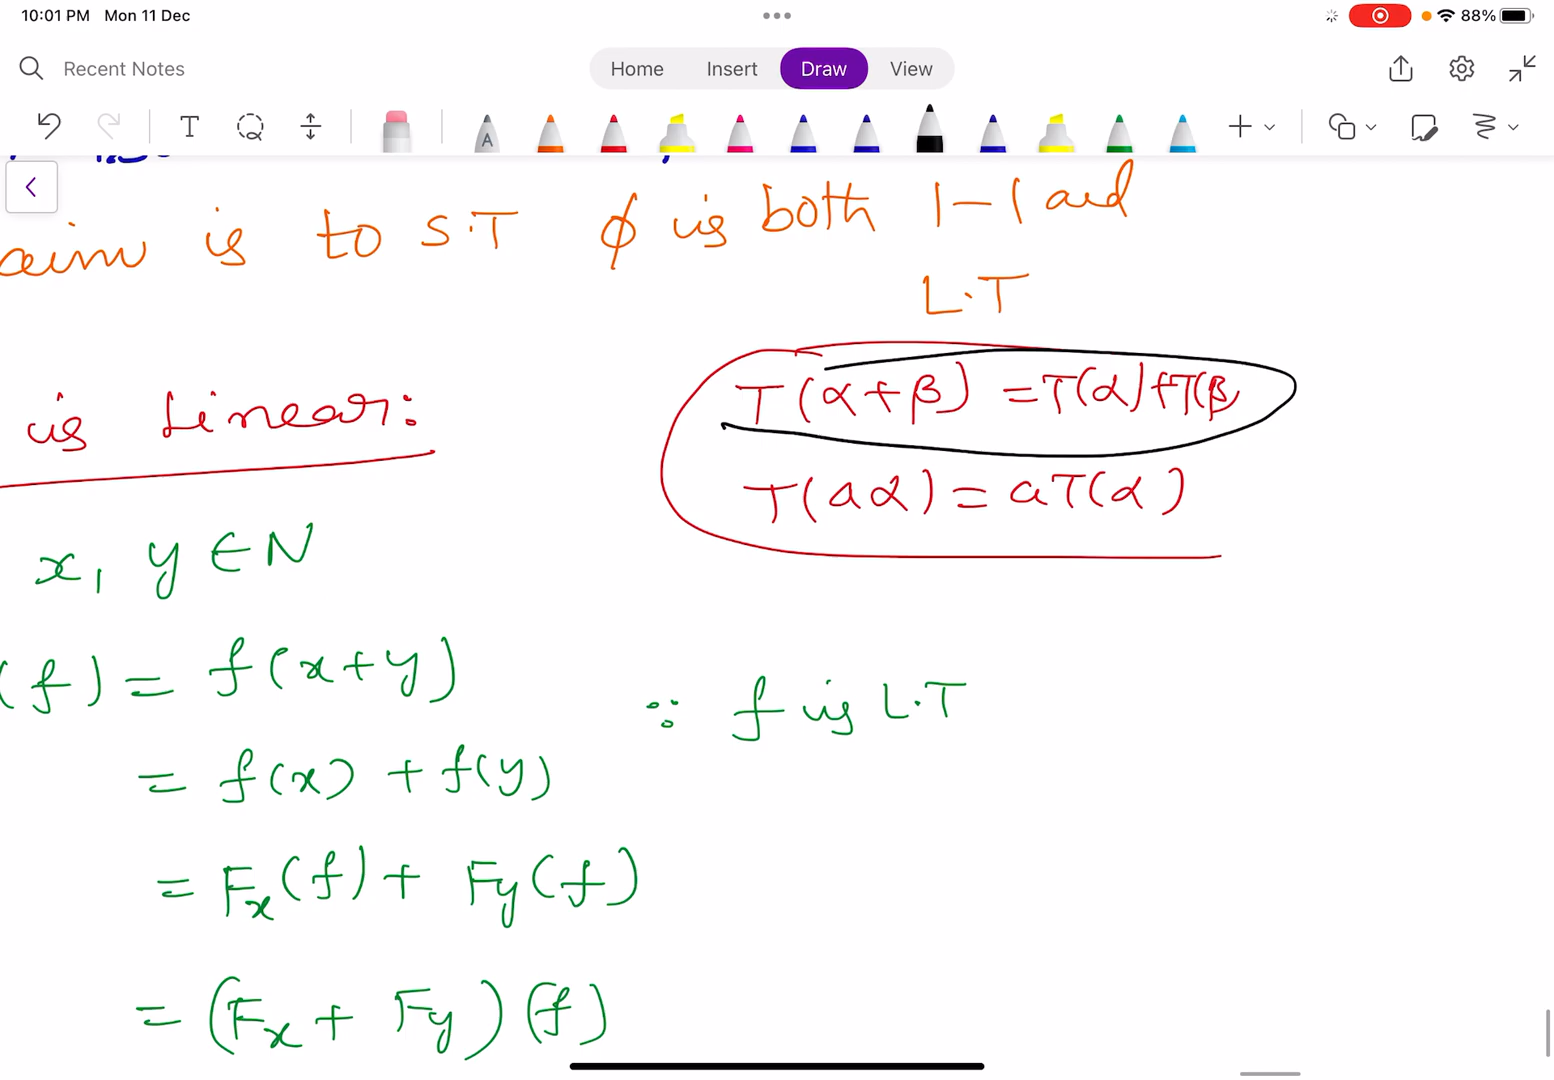 10:01 PM Mon 11 Dec
88%
Recent Notes
Home Insert Draw View
T A
is to S.T ϕ is both 1-1 and
L.T
is Linear:
T(α+β) = T(α)+T(β
T(aα) = aT(α)
x, y ∈ N
(f) = f(x+y) ∵ f is L.T
= f(x) + f(y)
= Fx(f) + Fy(f)
= (Fx + Fy)(f)